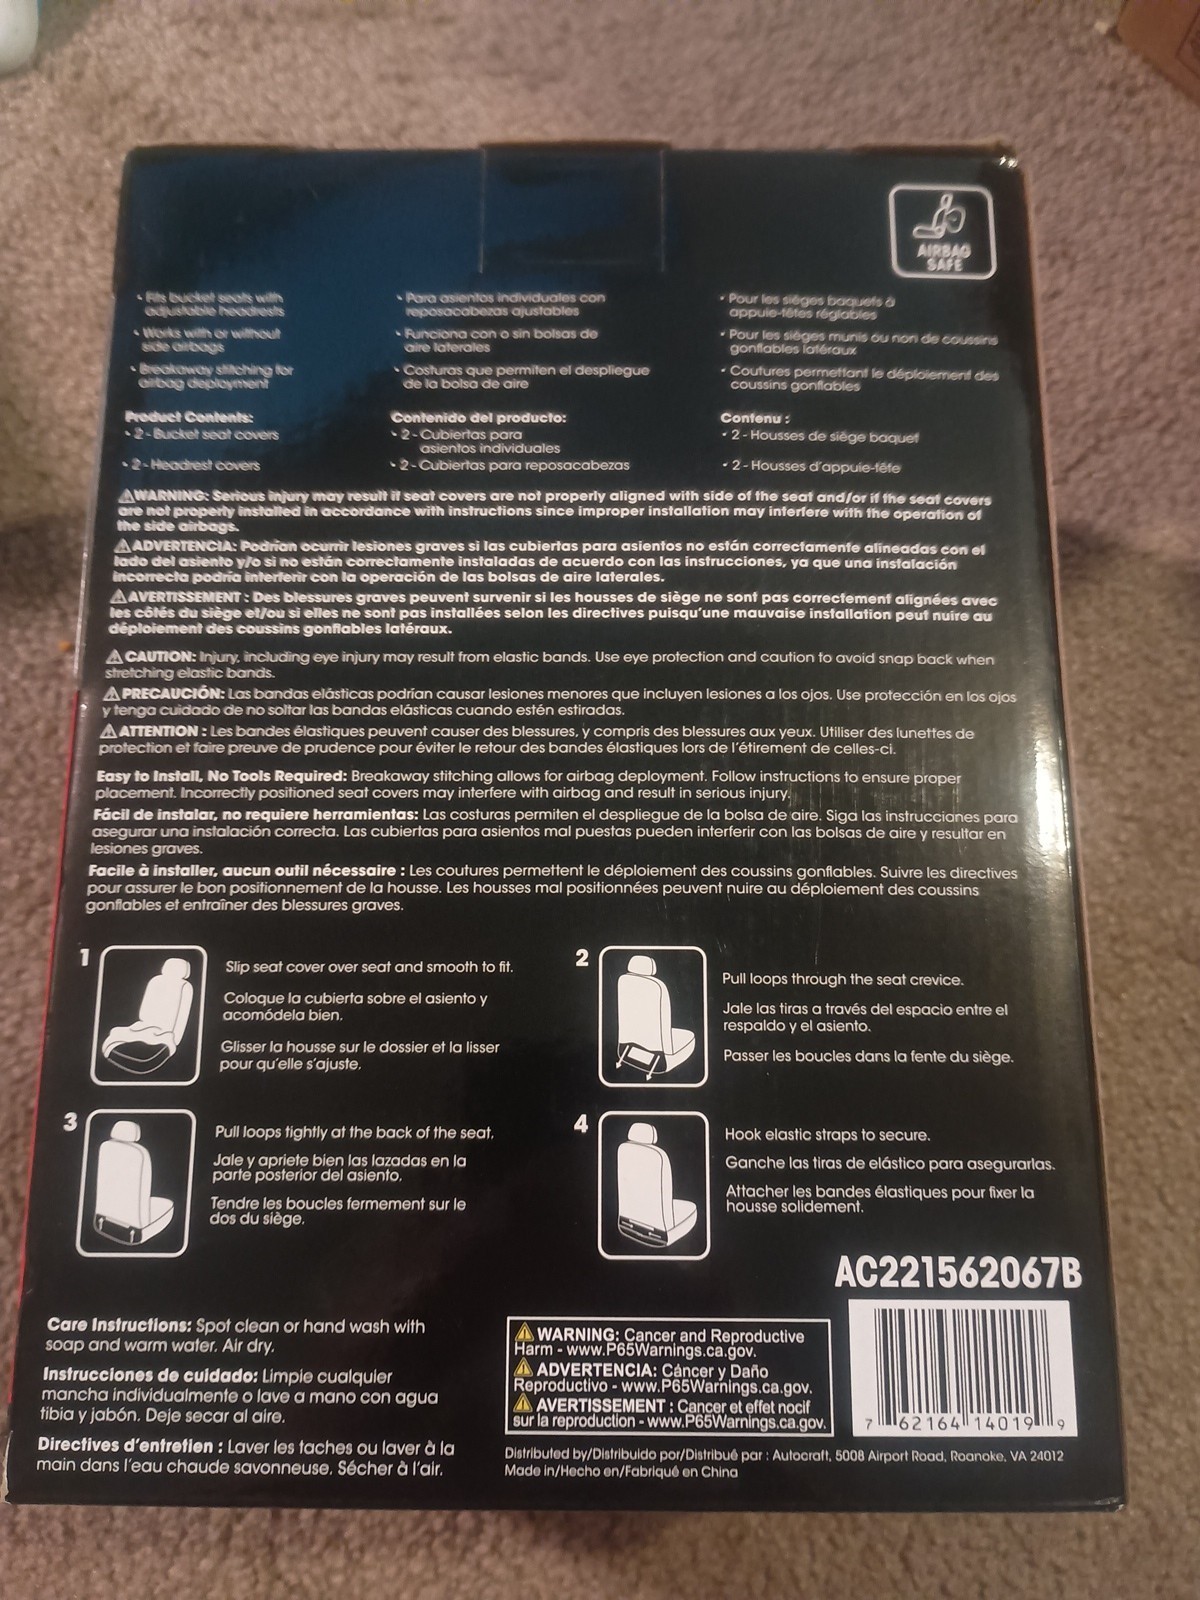 AIRBAG
SAFE
• Fits bucket seats with
adjustable headrests
• Works with or without
side airbags
• Breakaway stitching for
airbag deployment
Product Contents:
• 2 - Bucket seat covers
• 2 - Headrest covers
• Para asientos individuales con
reposacabezas ajustables
• Funciona con o sin bolsas de
aire laterales
• Costuras que permiten el despliegue
de la bolsa de aire
Contenido del producto:
• 2 - Cubiertas para
asientos individuales
• 2 - Cubiertas para reposacabezas
• Pour les sièges baquets à
appuie-têtes réglables
• Pour les sièges munis ou non de coussins
gonflables latéraux
• Coutures permettant le déploiement des
coussins gonflables
Contenu :
• 2 - Housses de siège baquet
• 2 - Housses d'appuie-tête
⚠WARNING: Serious injury may result if seat covers are not properly aligned with side of the seat and/or if the seat covers
are not properly installed in accordance with instructions since improper installation may interfere with the operation of
the side airbags.
⚠ADVERTENCIA: Podrían ocurrir lesiones graves si las cubiertas para asientos no están correctamente alineadas con el
lado del asiento y/o si no están correctamente instaladas de acuerdo con las instrucciones, ya que una instalación
incorrecta podría interferir con la operación de las bolsas de aire laterales.
⚠AVERTISSEMENT : Des blessures graves peuvent survenir si les housses de siège ne sont pas correctement alignées avec
les côtés du siège et/ou si elles ne sont pas installées selon les directives puisqu'une mauvaise installation peut nuire au
déploiement des coussins gonflables latéraux.
⚠CAUTION: Injury, including eye injury may result from elastic bands. Use eye protection and caution to avoid snap back when
stretching elastic bands.
⚠PRECAUCIÓN: Las bandas elásticas podrían causar lesiones menores que incluyen lesiones a los ojos. Use protección en los ojos
y tenga cuidado de no soltar las bandas elásticas cuando estén estiradas.
⚠ATTENTION : Les bandes élastiques peuvent causer des blessures, y compris des blessures aux yeux. Utiliser des lunettes de
protection et faire preuve de prudence pour éviter le retour des bandes élastiques lors de l'étirement de celles-ci.
Easy to Install, No Tools Required: Breakaway stitching allows for airbag deployment. Follow instructions to ensure proper
placement. Incorrectly positioned seat covers may interfere with airbag and result in serious injury.
Fácil de instalar, no requiere herramientas: Las costuras permiten el despliegue de la bolsa de aire. Siga las instrucciones para
asegurar una instalación correcta. Las cubiertas para asientos mal puestas pueden interferir con las bolsas de aire y resultar en
lesiones graves.
Facile à installer, aucun outil nécessaire : Les coutures permettent le déploiement des coussins gonflables. Suivre les directives
pour assurer le bon positionnement de la housse. Les housses mal positionnées peuvent nuire au déploiement des coussins
gonflables et entraîner des blessures graves.
1
Slip seat cover over seat and smooth to fit.
Coloque la cubierta sobre el asiento y
acomódela bien.
Glisser la housse sur le dossier et la lisser
pour qu'elle s'ajuste.
2
Pull loops through the seat crevice.
Jale las tiras a través del espacio entre el
respaldo y el asiento.
Passer les boucles dans la fente du siège.
3
Pull loops tightly at the back of the seat.
Jale y apriete bien las lazadas en la
parte posterior del asiento.
Tendre les boucles fermement sur le
dos du siège.
4
Hook elastic straps to secure.
Ganche las tiras de elástico para asegurarlas.
Attacher les bandes élastiques pour fixer la
housse solidement.
AC221562067B
Care Instructions: Spot clean or hand wash with
soap and warm water. Air dry.
Instrucciones de cuidado: Limpie cualquier
mancha individualmente o lave a mano con agua
tibia y jabón. Deje secar al aire.
Directives d'entretien : Laver les taches ou laver à la
main dans l'eau chaude savonneuse. Sécher à l'air.
⚠WARNING: Cancer and Reproductive
Harm - www.P65Warnings.ca.gov.
⚠ADVERTENCIA: Cáncer y Daño
Reproductivo - www.P65Warnings.ca.gov.
⚠AVERTISSEMENT : Cancer et effet nocif
sur la reproduction - www.P65Warnings.ca.gov.
7 62164 14019 9
Distributed by/Distribuido por/Distribué par : Autocraft, 5008 Airport Road, Roanoke, VA 24012
Made in/Hecho en/Fabriqué en China